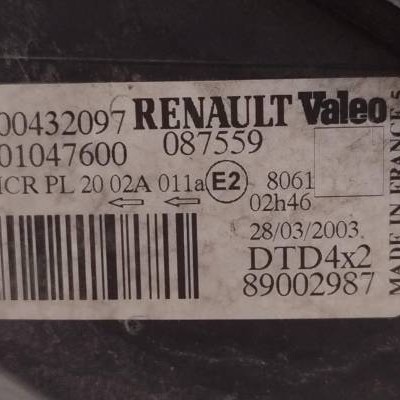 00432097 RENAULT Valeo
01047600 087559
HCR PL 20 02A 011a E2 8061
02h46
28/03/2003
DTD4x2
89002987
MADE IN FRANCE 5